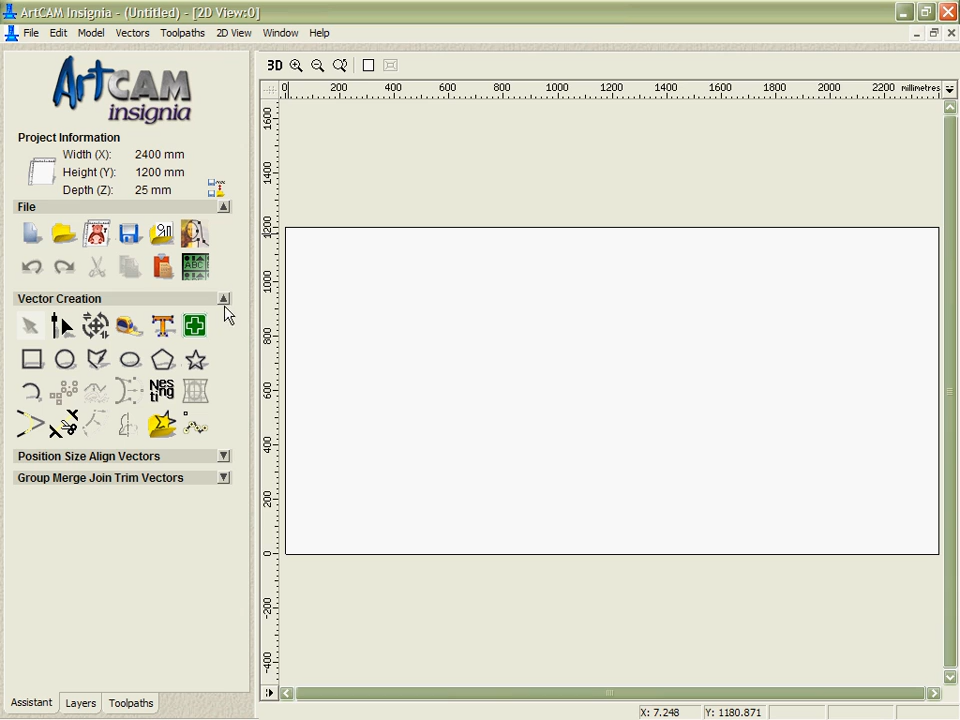 ArtCAM Insignia - (Untitled) - [2D View:0]
File Edit Model Vectors Toolpaths 2D View Window Help
ArtCAM
insignia
3D
0 200 400 600 800 1000 1200 1400 1600 1800 2000 2200 millimetres
Project Information
Width (X): 2400 mm
Height (Y): 1200 mm
Depth (Z): 25 mm
File
ABC
Vector Creation
Nes
ting
Position Size Align Vectors
Group Merge Join Trim Vectors
1600
1400
1200
1000
800
600
400
200
0
-200
-400
Assistant Layers Toolpaths
X: 7.248 Y: 1180.871